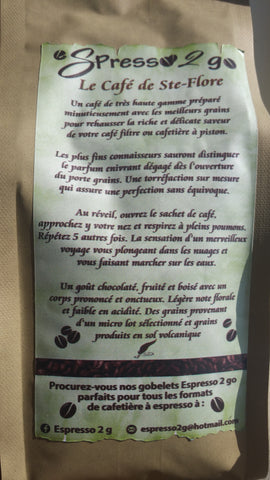 SPresso 2 go
Le Café de Ste-Flore
Un café de très haute gamme préparé
minutieusement avec les meilleurs grains
pour rehausser la riche et délicate saveur
de votre café filtre ou cafetière à piston.
Les plus fins connaisseurs sauront distinguer
le parfum enivrant dégagé dès l'ouverture
du porte grains. Une torréfaction sur mesure
qui assure une perfection sans équivoque.
Au réveil, ouvrez le sachet de café,
approchez y votre nez et respirez à pleins poumons.
Répétez 5 autres fois. La sensation d'un merveilleux
voyage vous plongeant dans les nuages et
vous faisant marcher sur les eaux.
Un goût chocolaté, fruité et boisé avec un
corps prononcé et onctueux. Légère note florale
et faible en acidité. Des grains provenant
d'un micro lot sélectionné et grains
produits en sol volcanique
Procurez-vous nos gobelets Espresso 2 go
parfaits pour tous les formats
de cafetière à espresso à :
Espresso 2 g
espresso2g@hotmail.com